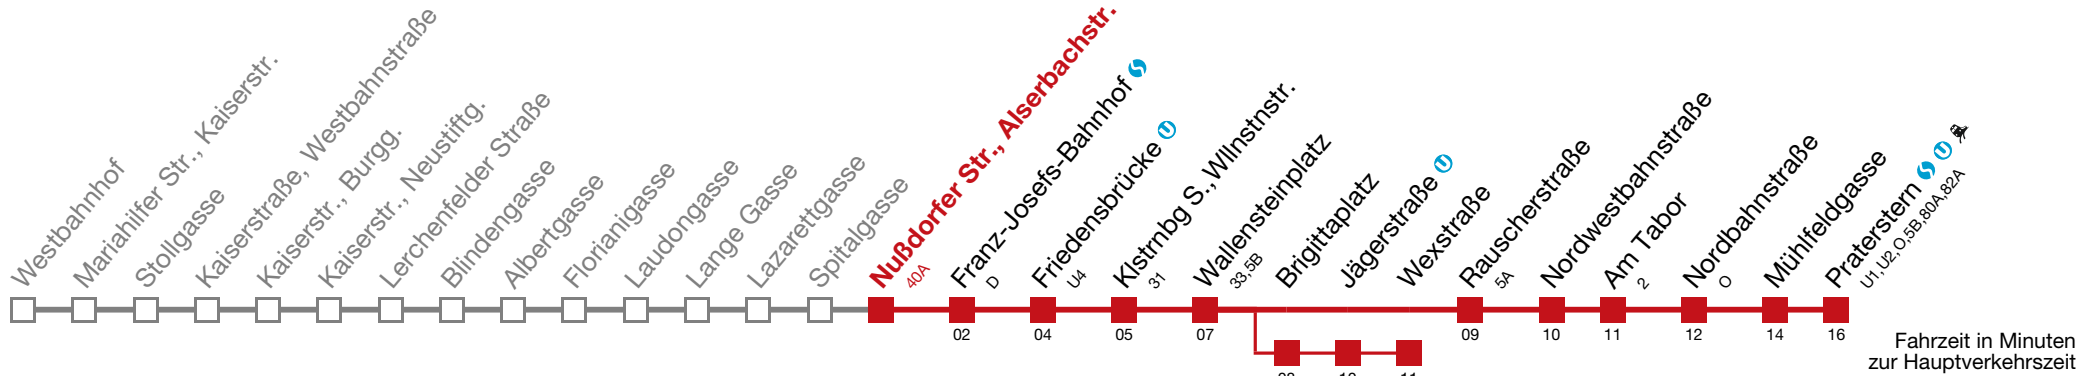 Westbahnhof
Mariahilfer Str., Kaiserstr.
Stollgasse
Kaiserstraße, Westbahnstraße
Kaiserstr., Burgg.
Kaiserstr., Neustiftg.
Lerchenfelder Straße
Blindengasse
Albertgasse
Florianigasse
Laudongasse
Lange Gasse
Lazarettgasse
Spitalgasse
Nußdorfer Str., Alserbachstr.
40A
Franz-Josefs-Bahnhof
D
Friedensbrücke U
U4
Klstrnbg S., Wllnstnstr.
31
Wallensteinplatz
33,5B
Brigittaplatz
Jägerstraße U
Wexstraße
Rauscherstraße
5A
Nordwestbahnstraße
Am Tabor
2
Nordbahnstraße
O
Mühlfeldgasse
Praterstern S U
U1,U2,O,5B,80A,82A
02 04 05 07 09 10 11 12 14 16
Fahrzeit in Minuten
zur Hauptverkehrszeit